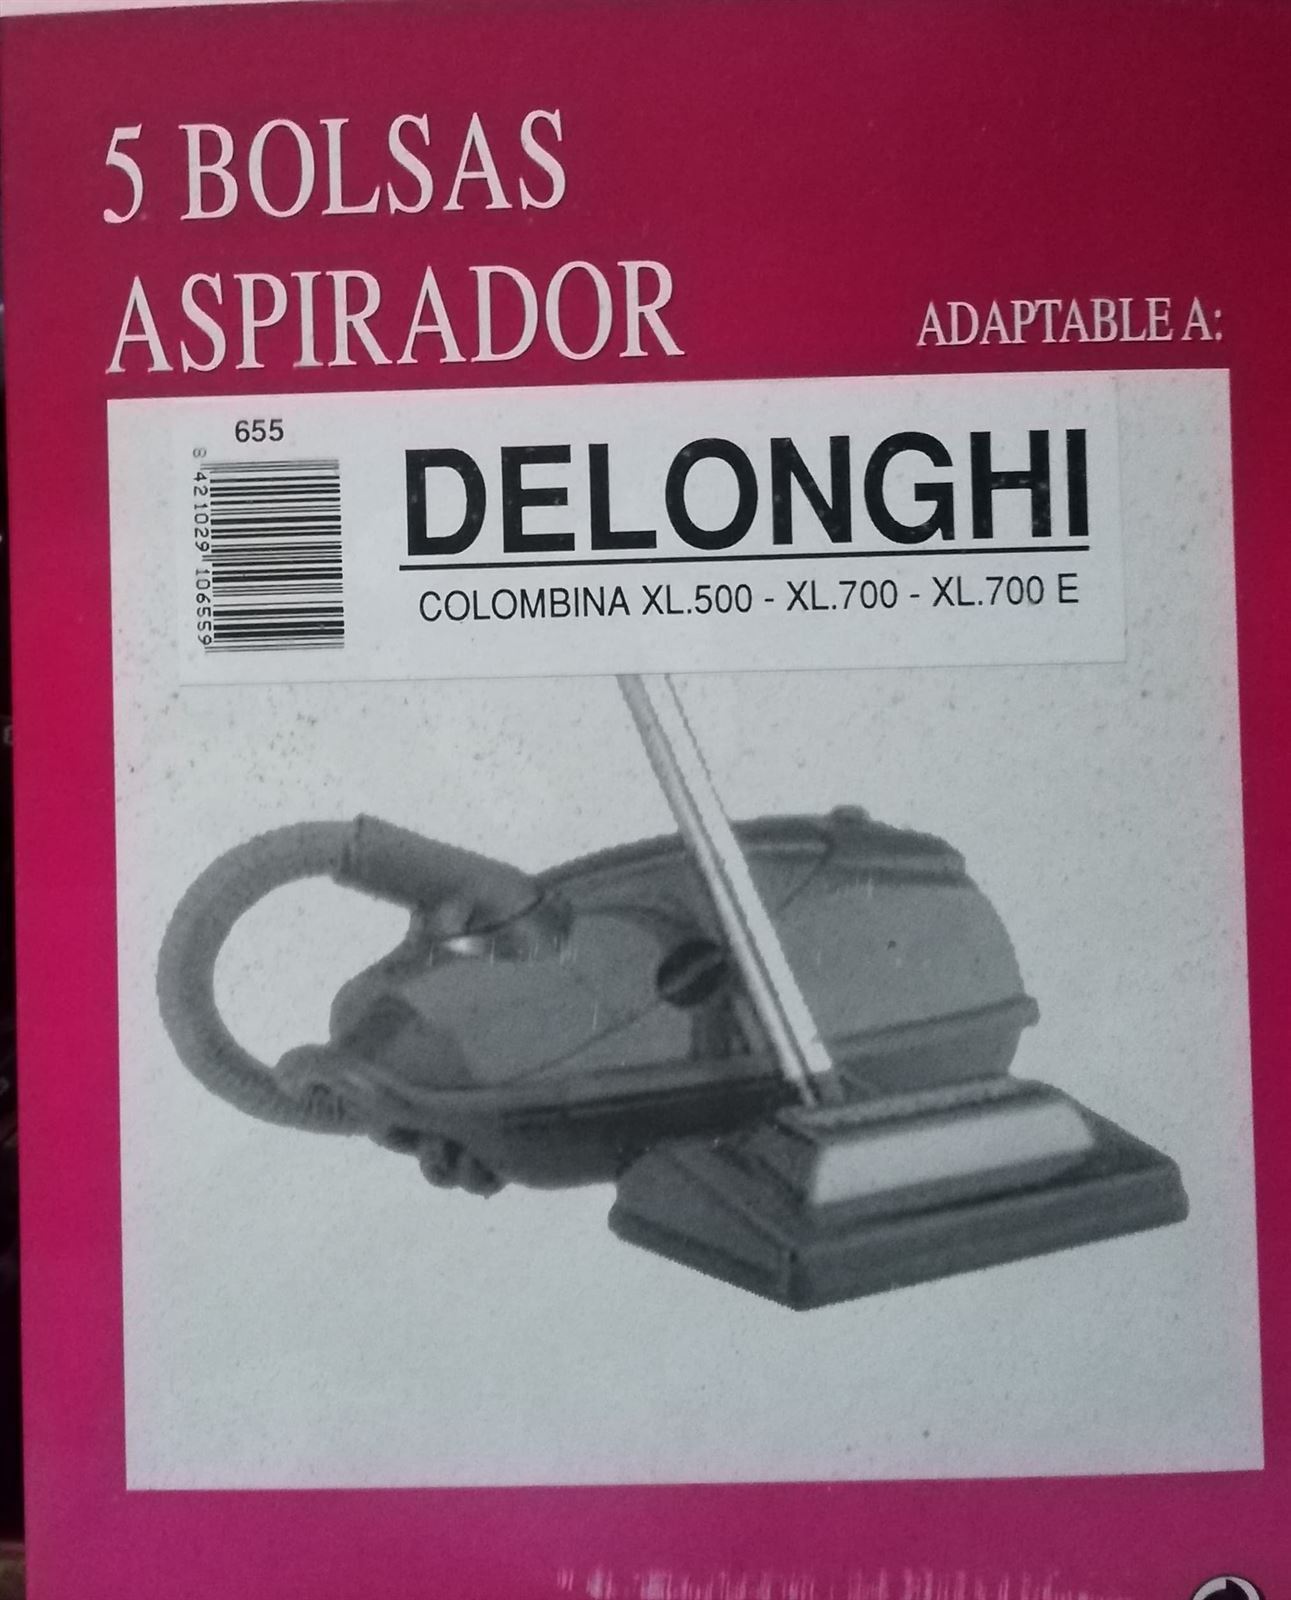 5 BOLSAS
ASPIRADOR
ADAPTABLE A:
655
8 421029 106559
DELONGHI
COLOMBINA XL.500 - XL.700 - XL.700 E